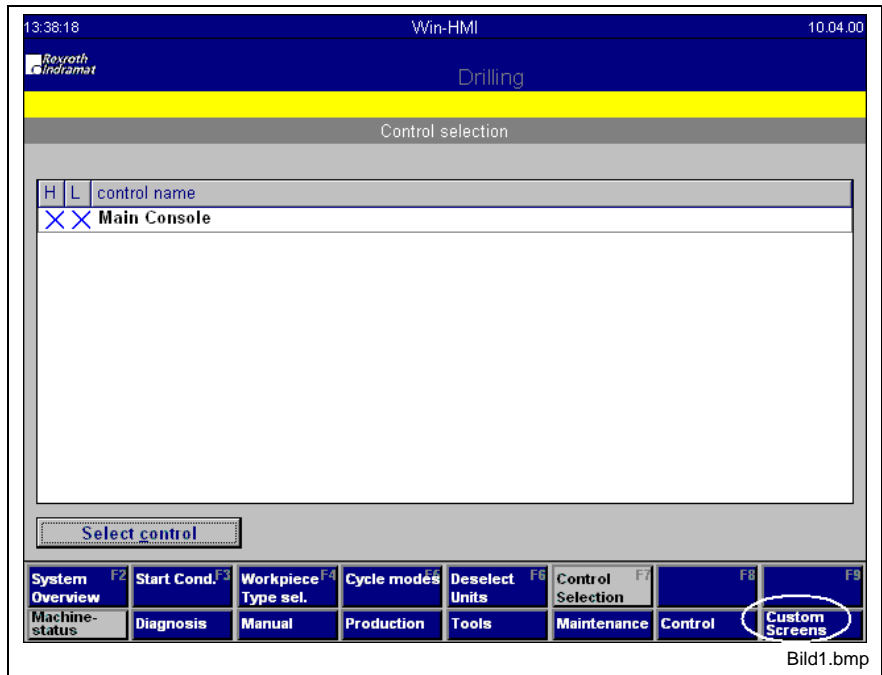 13:38:18 Win-HMI 10.04.00
Rexroth
Indramat
Drilling
Control selection
H L control name
Main Console
Select control
System Overview F2 Start Cond. F3 Workpiece Type sel. F4 Cycle modes F5 Deselect Units F6 Control Selection F7 F8 F9
Machine-status Diagnosis Manual Production Tools Maintenance Control Custom Screens
Bild1.bmp